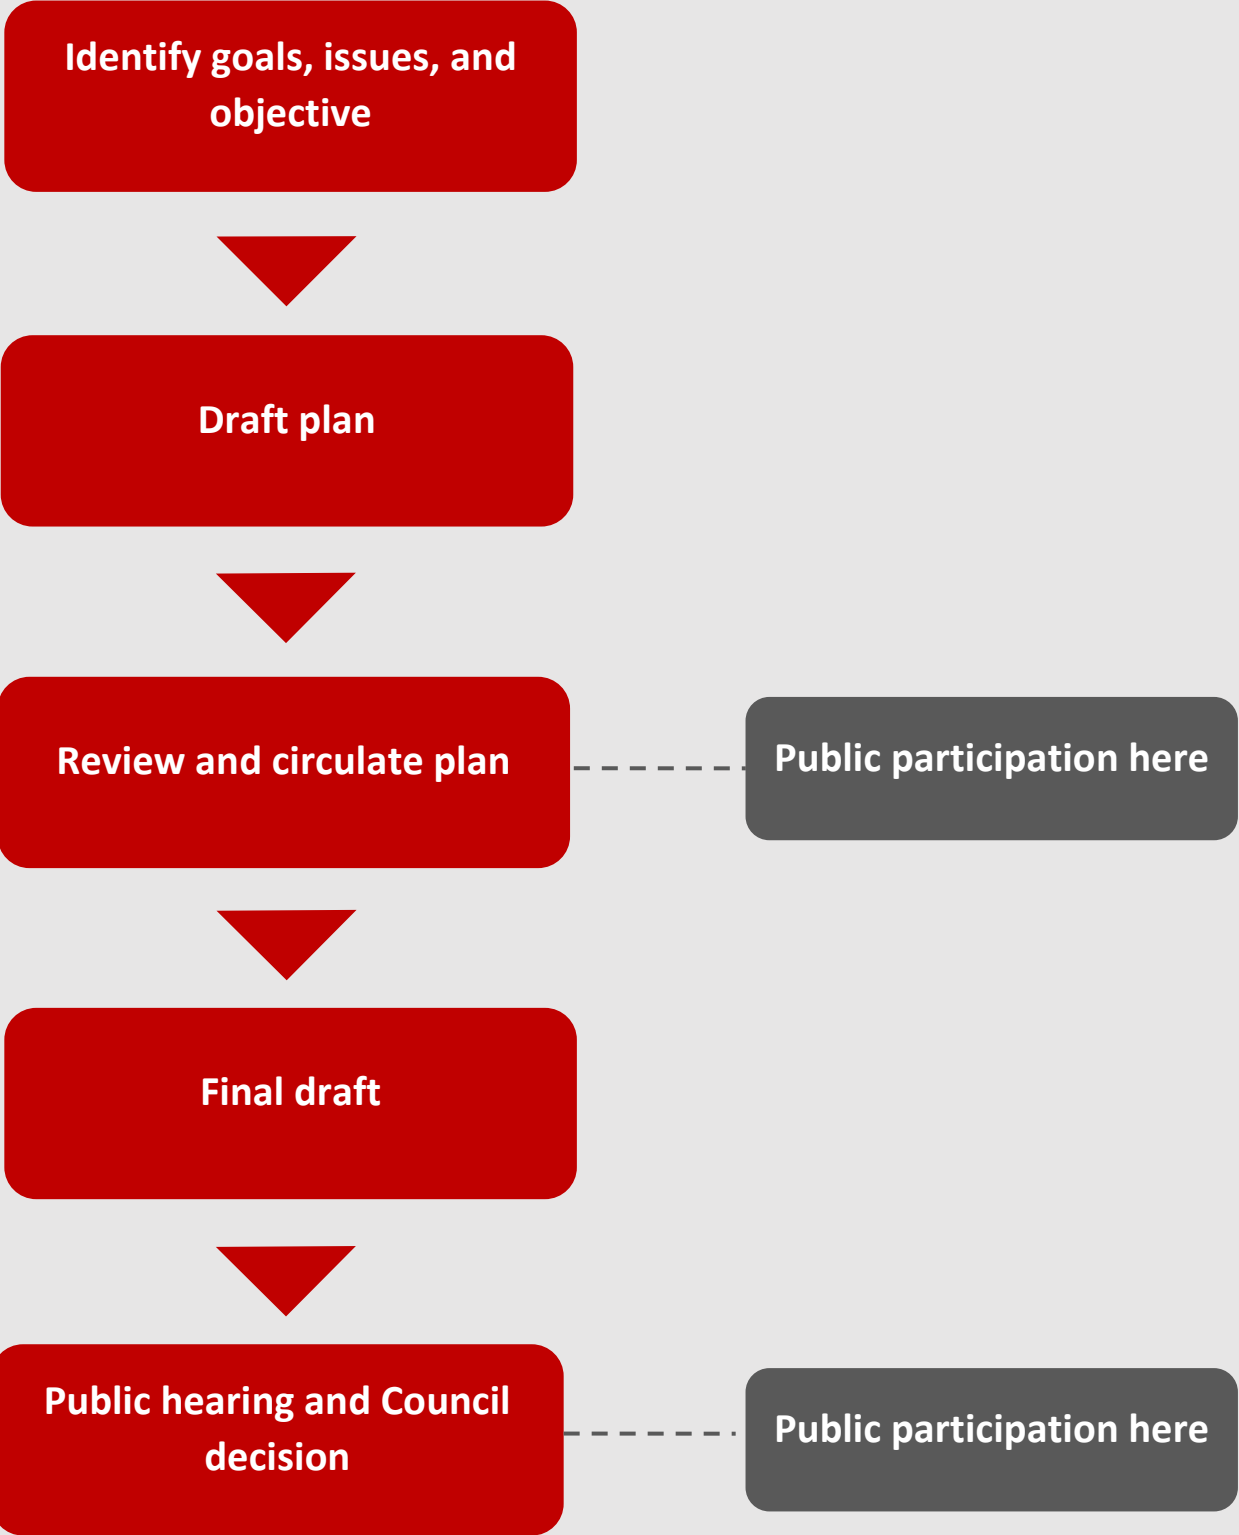 Identify goals, issues, and
objective
Draft plan
Review and circulate plan
Public participation here
Final draft
Public hearing and Council
decision
Public participation here